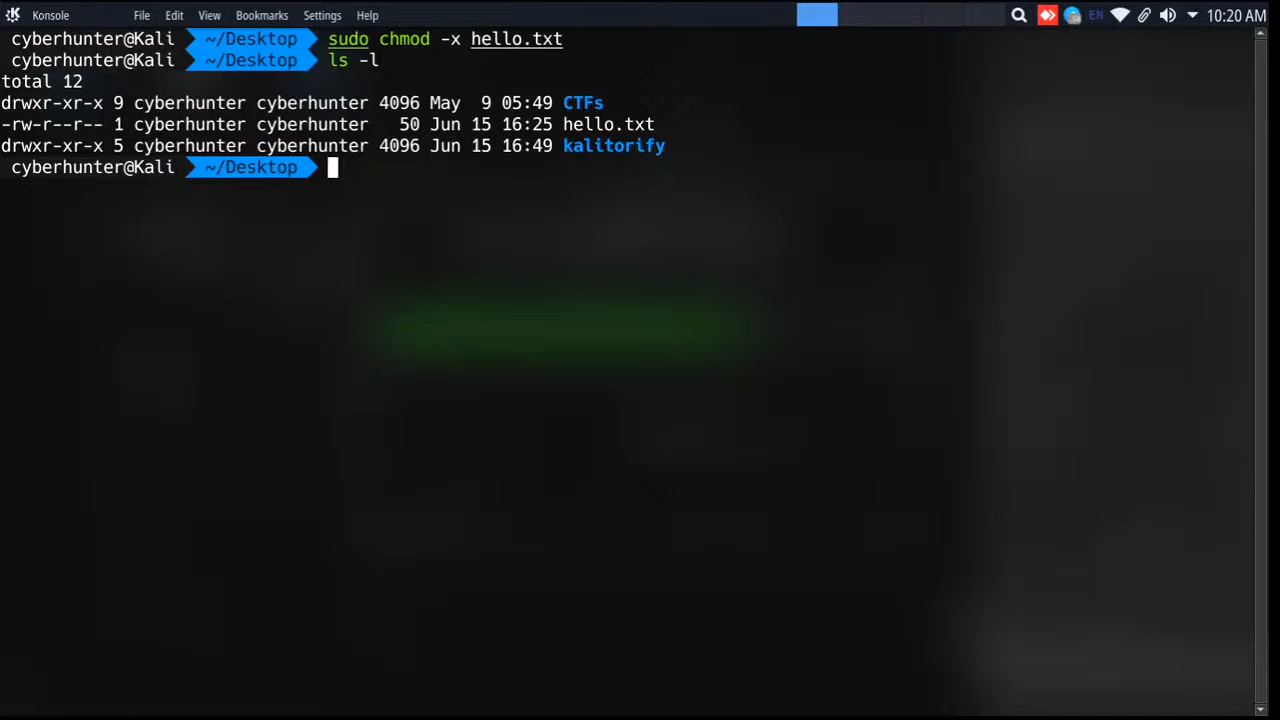 Konsole File Edit View Bookmarks Settings Help EN 10:20 AM
cyberhunter@Kali ~/Desktop sudo chmod -x hello.txt
cyberhunter@Kali ~/Desktop ls -l
total 12
drwxr-xr-x 9 cyberhunter cyberhunter 4096 May  9 05:49 CTFs
-rw-r--r-- 1 cyberhunter cyberhunter   50 Jun 15 16:25 hello.txt
drwxr-xr-x 5 cyberhunter cyberhunter 4096 Jun 15 16:49 kalitorify
cyberhunter@Kali ~/Desktop